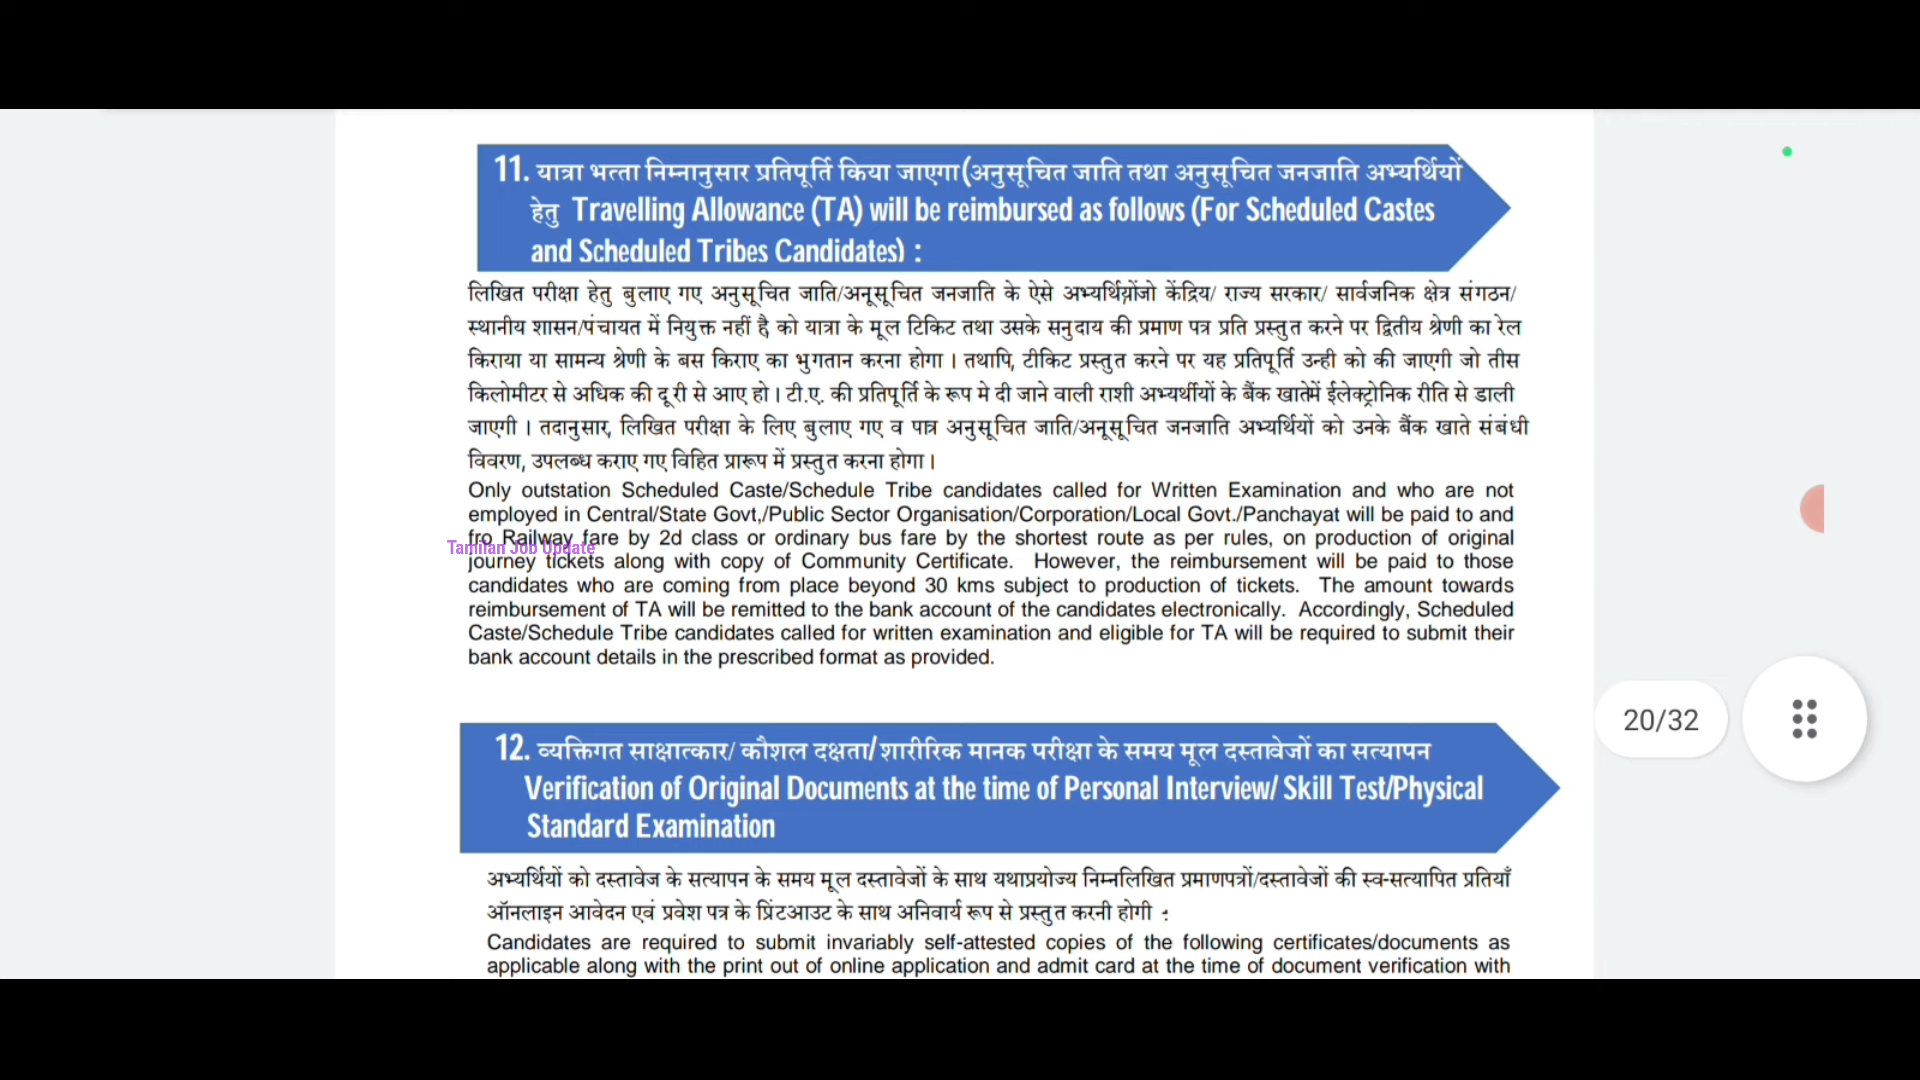 11. यात्रा भत्ता निम्नानुसार प्रतिपूर्ति किया जाएगा(अनुसूचित जाति तथा अनुसूचित जनजाति अभ्यर्थियों
हेतु Travelling Allowance (TA) will be reimbursed as follows (For Scheduled Castes
and Scheduled Tribes Candidates) :
लिखित परीक्षा हेतु बुलाए गए अनुसूचित जाति/अनूसूचित जनजाति के ऐसे अभ्यर्थियोंजो केंद्रिय/ राज्य सरकार/ सार्वजनिक क्षेत्र संगठन/
स्थानीय शासन/पंचायत में नियुक्त नहीं है को यात्रा के मूल टिकिट तथा उसके सनुदाय की प्रमाण पत्र प्रति प्रस्तुत करने पर द्वितीय श्रेणी का रेल
किराया या सामन्य श्रेणी के बस किराए का भुगतान करना होगा । तथापि, टीकिट प्रस्तुत करने पर यह प्रतिपूर्ति उन्ही को की जाएगी जो तीस
किलोमीटर से अधिक की दूरी से आए हो । टी.ए. की प्रतिपूर्ति के रूप मे दी जाने वाली राशी अभ्यर्थीयों के बैंक खातेमें ईलेक्ट्रोनिक रीति से डाली
जाएगी । तदानुसार, लिखित परीक्षा के लिए बुलाए गए व पात्र अनुसूचित जाति/अनूसूचित जनजाति अभ्यर्थियों को उनके बैंक खाते संबंधी
विवरण, उपलब्ध कराए गए विहित प्रारूप में प्रस्तुत करना होगा ।
Only outstation Scheduled Caste/Schedule Tribe candidates called for Written Examination and who are not
employed in Central/State Govt,/Public Sector Organisation/Corporation/Local Govt./Panchayat will be paid to and
fro Railway fare by 2d class or ordinary bus fare by the shortest route as per rules, on production of original
Tamilan Job Update
journey tickets along with copy of Community Certificate. However, the reimbursement will be paid to those
candidates who are coming from place beyond 30 kms subject to production of tickets. The amount towards
reimbursement of TA will be remitted to the bank account of the candidates electronically. Accordingly, Scheduled
Caste/Schedule Tribe candidates called for written examination and eligible for TA will be required to submit their
bank account details in the prescribed format as provided.
20/32
12. व्यक्तिगत साक्षात्कार/ कौशल दक्षता/शारीरिक मानक परीक्षा के समय मूल दस्तावेजों का सत्यापन
Verification of Original Documents at the time of Personal Interview/ Skill Test/Physical
Standard Examination
अभ्यर्थियों को दस्तावेज के सत्यापन के समय मूल दस्तावेजों के साथ यथाप्रयोज्य निम्नलिखित प्रमाणपत्रों/दस्तावेजों की स्व-सत्यापित प्रतियाँ
ऑनलाइन आवेदन एवं प्रवेश पत्र के प्रिंटआउट के साथ अनिवार्य रूप से प्रस्तुत करनी होगी :
Candidates are required to submit invariably self-attested copies of the following certificates/documents as
applicable along with the print out of online application and admit card at the time of document verification with